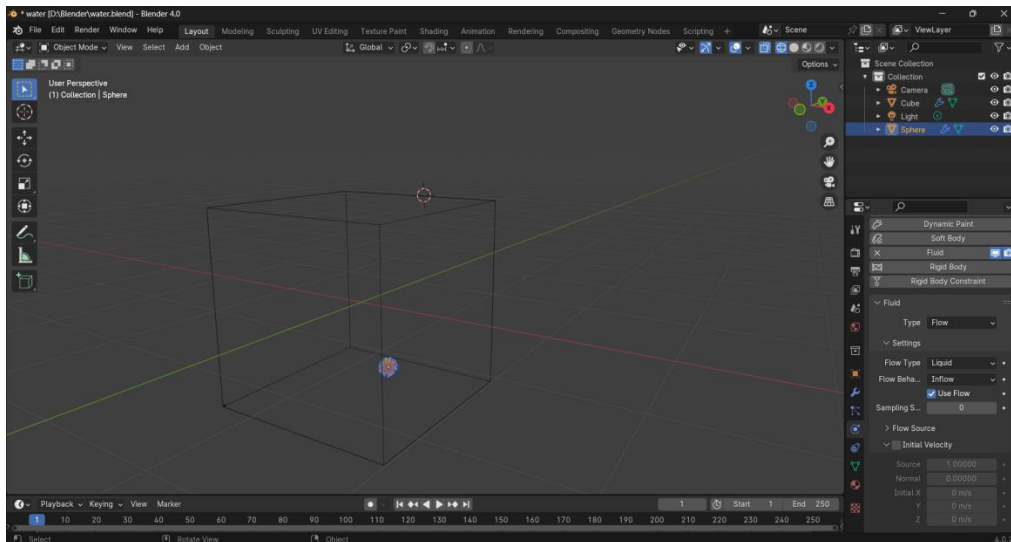 * water [D:\Blender\water.blend] - Blender 4.0
File Edit Render Window Help Layout Modeling Sculpting UV Editing Texture Paint Shading Animation Rendering Compositing Geometry Nodes Scripting + Scene ViewLayer
Object Mode View Select Add Object Global
Options
User Perspective
(1) Collection | Sphere
Z
Y
X
Scene Collection
Collection
Camera
Cube
Light
Sphere
Dynamic Paint
Soft Body
Fluid
Rigid Body
Rigid Body Constraint
Fluid
Type Flow
Settings
Flow Type Liquid
Flow Beha... Inflow
Use Flow
Sampling S... 0
Flow Source
Initial Velocity
Source 1.00000
Normal 0.00000
Initial X 0 m/s
Y 0 m/s
Z 0 m/s
Playback Keying View Marker 1 Start 1 End 250
1 10 20 30 40 50 60 70 80 90 100 110 120 130 140 150 160 170 180 190 200 210 220 230 240 250
Select Rotate View Object